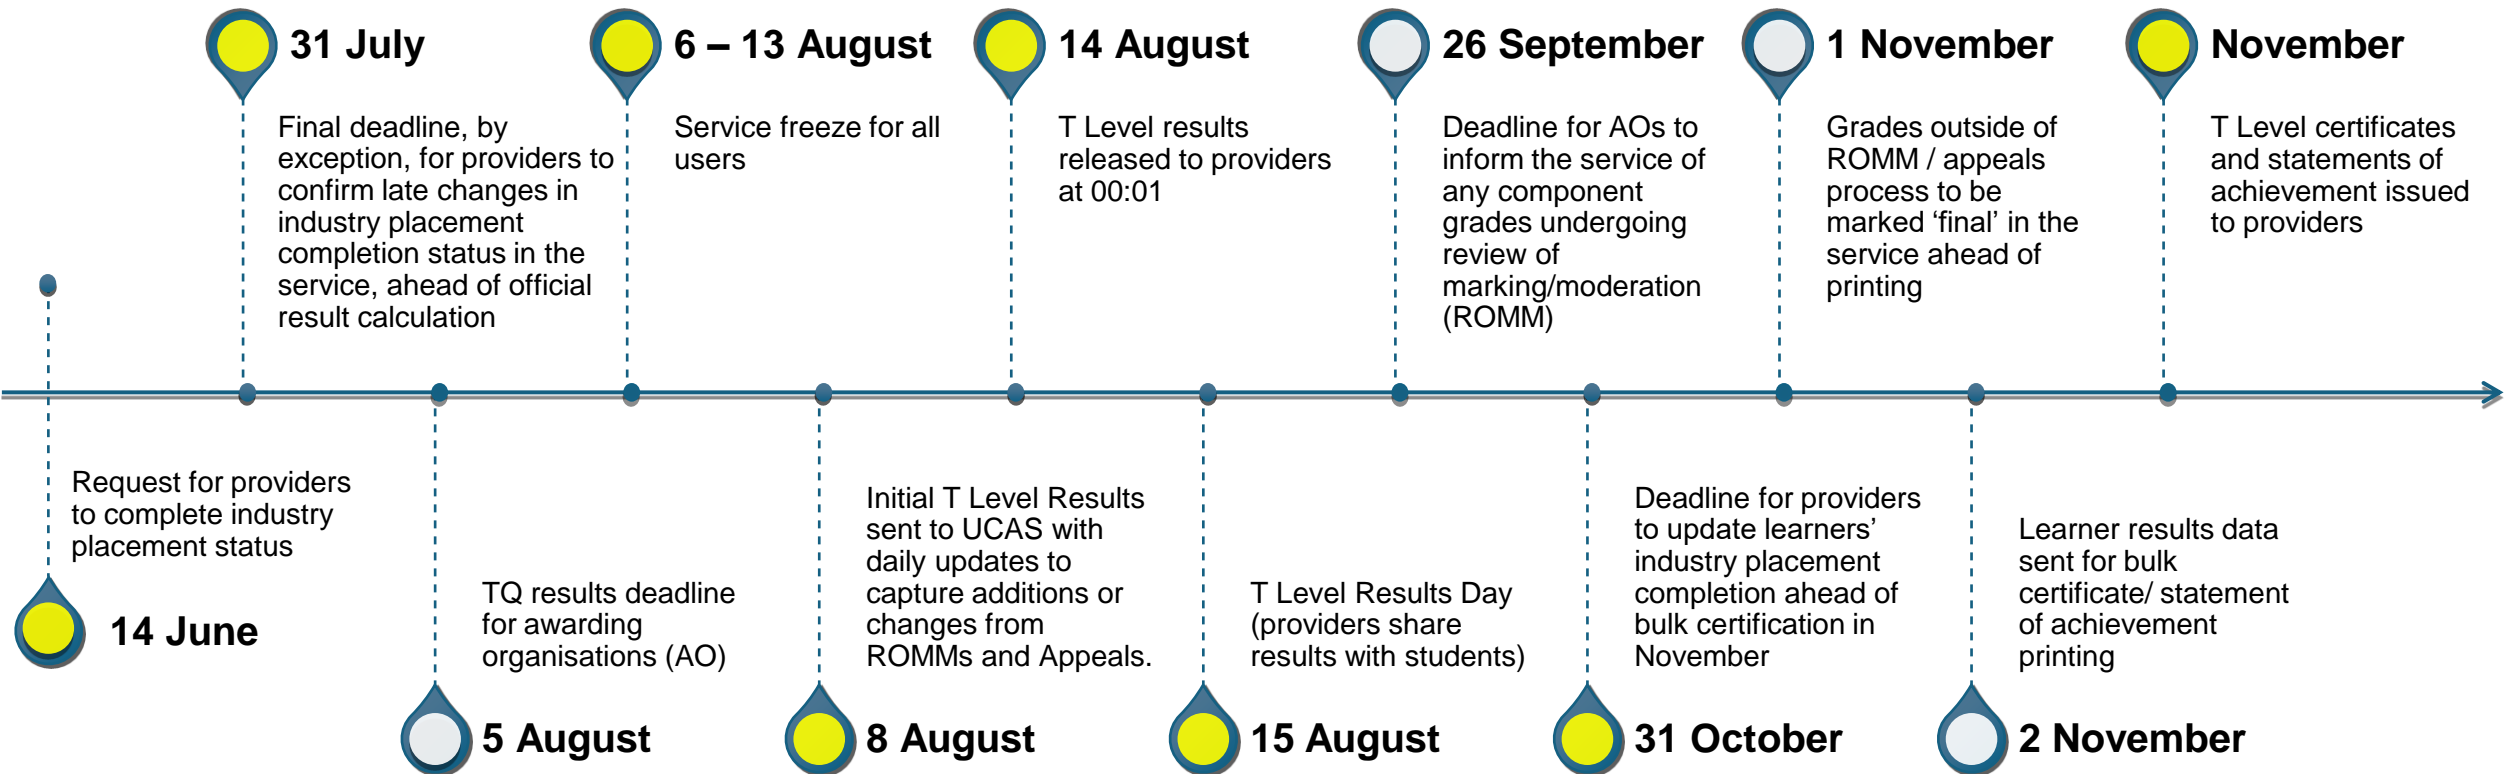 31 July
Final deadline, by
exception, for providers to
confirm late changes in
industry placement
completion status in the
service, ahead of official
result calculation
6 – 13 August
Service freeze for all
users
14 August
T Level results
released to providers
at 00:01
26 September
Deadline for AOs to
inform the service of
any component
grades undergoing
review of
marking/moderation
(ROMM)
1 November
Grades outside of
ROMM / appeals
process to be
marked ‘final’ in the
service ahead of
printing
November
T Level certificates
and statements of
achievement issued
to providers
Request for providers
to complete industry
placement status
14 June
TQ results deadline
for awarding
organisations (AO)
5 August
Initial T Level Results
sent to UCAS with
daily updates to
capture additions or
changes from
ROMMs and Appeals.
8 August
T Level Results Day
(providers share
results with students)
15 August
Deadline for providers
to update learners’
industry placement
completion ahead of
bulk certification in
November
31 October
Learner results data
sent for bulk
certificate/ statement
of achievement
printing
2 November